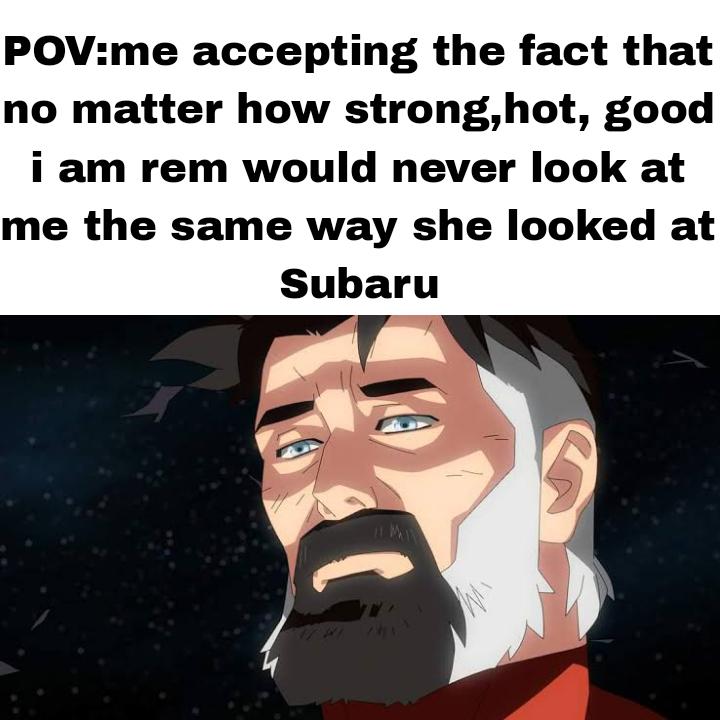 POV:me accepting the fact that
no matter how strong,hot, good
i am rem would never look at
me the same way she looked at
Subaru